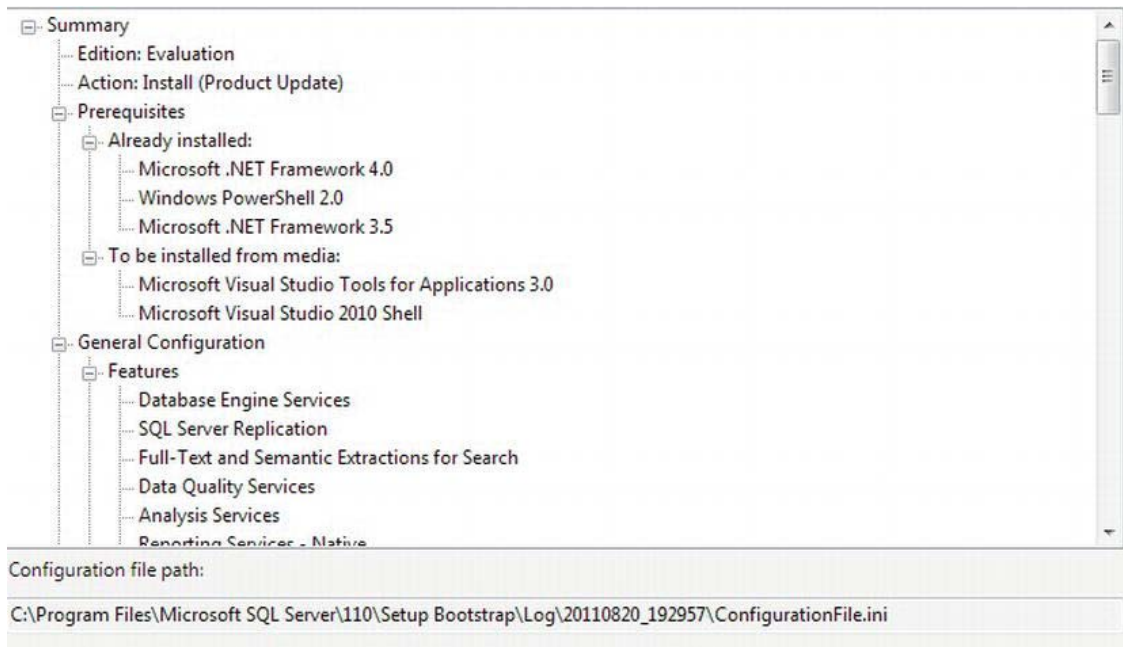 Summary
Edition: Evaluation
Action: Install (Product Update)
Prerequisites
Already installed:
Microsoft .NET Framework 4.0
Windows PowerShell 2.0
Microsoft .NET Framework 3.5
To be installed from media:
Microsoft Visual Studio Tools for Applications 3.0
Microsoft Visual Studio 2010 Shell
General Configuration
Features
Database Engine Services
SQL Server Replication
Full-Text and Semantic Extractions for Search
Data Quality Services
Analysis Services
Reporting Services - Native
Configuration file path:
C:\Program Files\Microsoft SQL Server\110\Setup Bootstrap\Log\20110820_192957\ConfigurationFile.ini